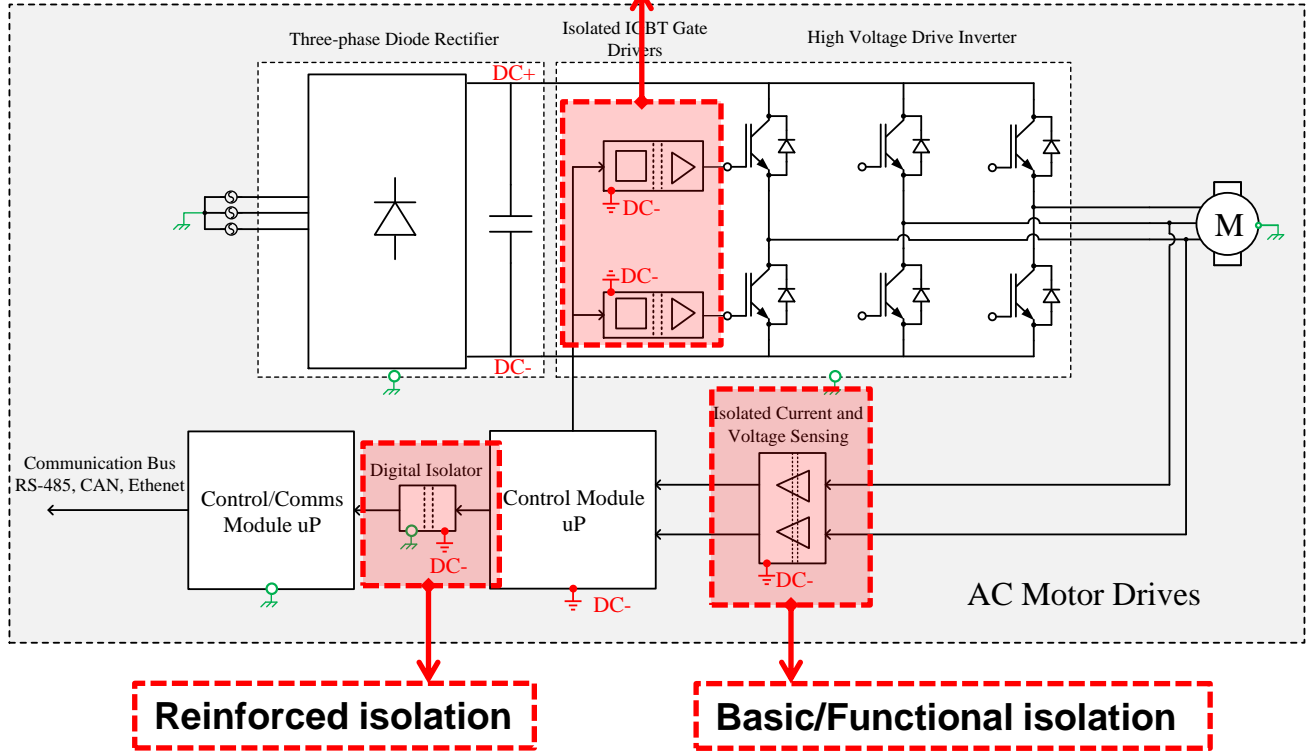 Three-phase Diode Rectifier
Isolated IGBT Gate
Drivers
High Voltage Drive Inverter
DC+
DC-
DC-
DC-
M
Isolated Current and
Voltage Sensing
Communication Bus
RS-485, CAN, Ethenet
Control/Comms
Module uP
Digital Isolator
Control Module
uP
DC-
DC-
DC-
AC Motor Drives
Reinforced isolation
Basic/Functional isolation